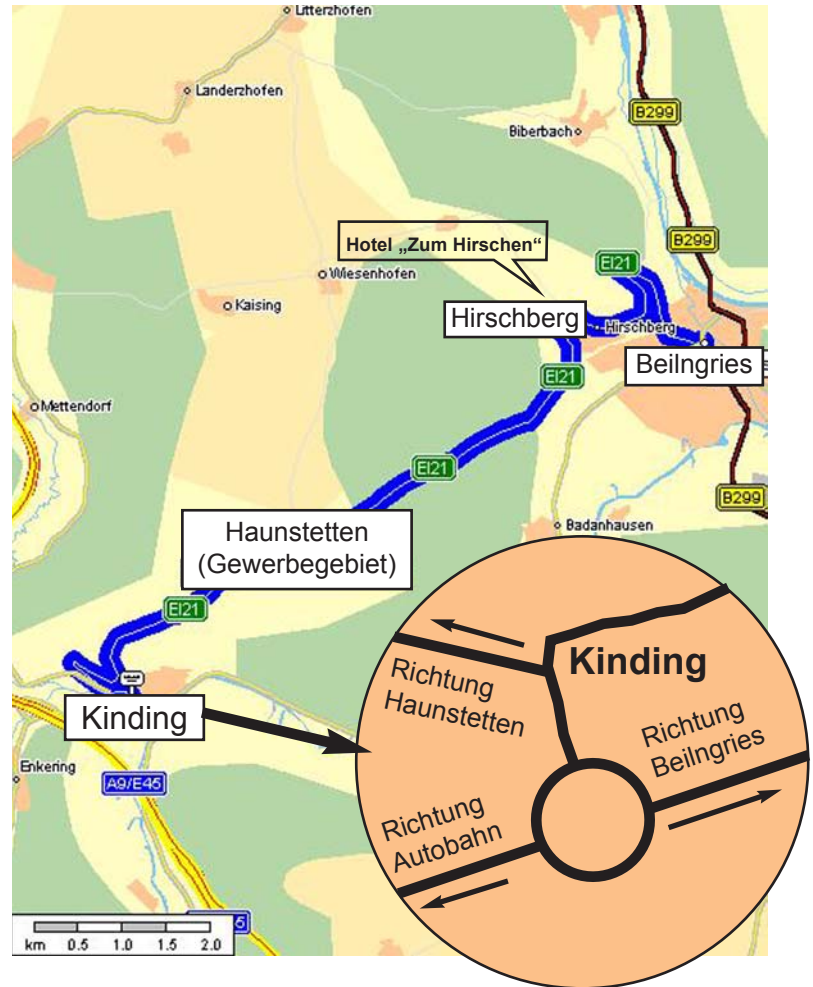 Litterzhofen
Landerzhofen
B299
Biberbach
B299
Hotel „Zum Hirschen“
EI21
Wiesenhofen
Kaising
Hirschberg
Hirschberg
Beilngries
EI21
Mettendorf
EI21
B299
Haunstetten
(Gewerbegebiet)
Badanhausen
EI21
Kinding
Richtung
Haunstetten
Kinding
Richtung
Beilngries
Enkering
A9/E45
Richtung
Autobahn
km 0.5 1.0 1.5 2.0